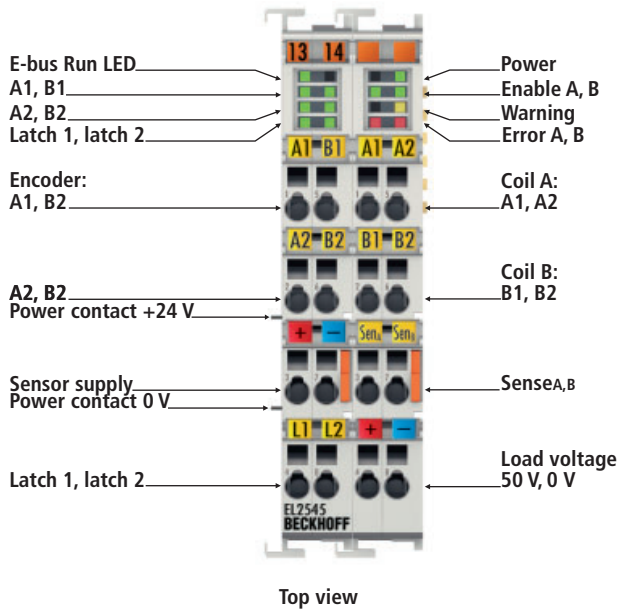 13 14
E-bus Run LED
Power
A1, B1
Enable A, B
A2, B2
Warning
Latch 1, latch 2
Error A, B
A1 B1 A1 A2
Encoder:
A1, B2
Coil A:
A1, A2
A2 B2 B1 B2
Coil B:
B1, B2
A2, B2
Power contact +24 V
+ − SenA SenB
Sensor supply
SenseA,B
Power contact 0 V
L1 L2 + −
Latch 1, latch 2
Load voltage
50 V, 0 V
EL2545
BECKHOFF
Top view